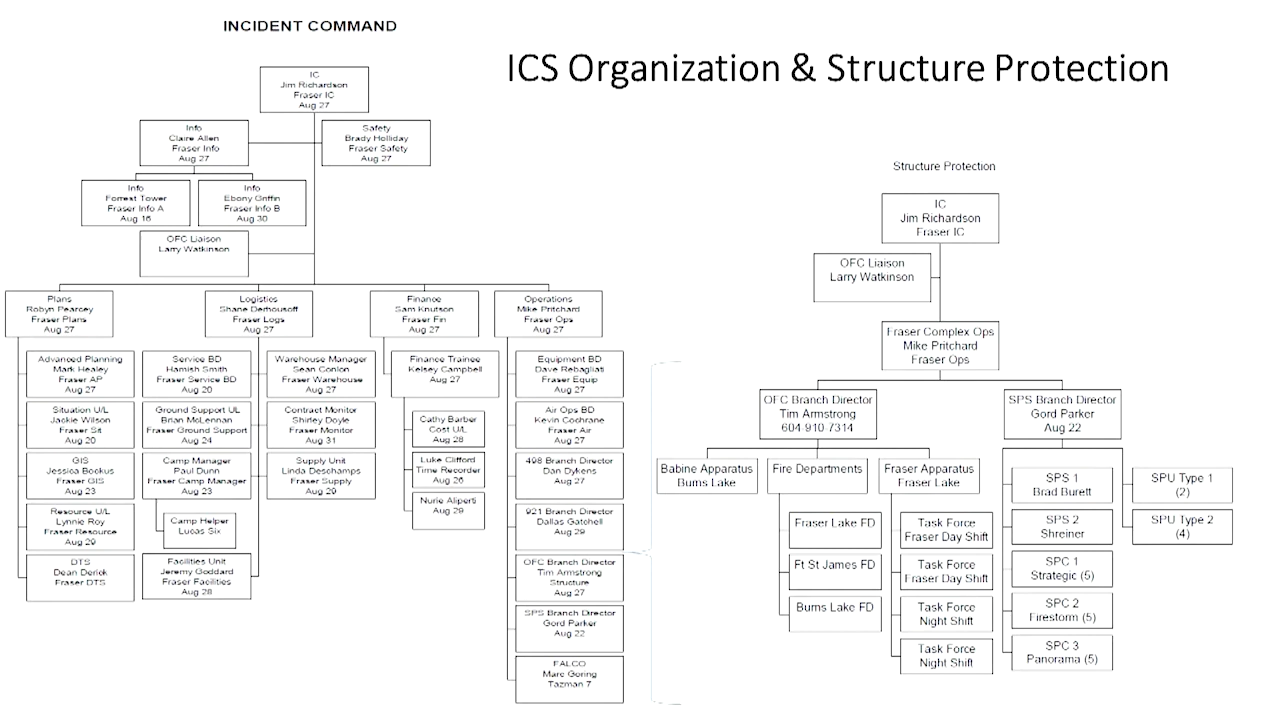 INCIDENT COMMAND
ICS Organization & Structure Protection
IC
Jim Richardson
Fraser IC
Aug 27
Info
Claire Allen
Fraser Info
Aug 27
Safety
Brady Holliday
Fraser Safety
Aug 27
Info
Forrest Tower
Fraser Info A
Aug 16
Info
Ebony Griffin
Fraser Info B
Aug 30
OFC Liaison
Larry Watkinson
Plans
Robyn Pearcey
Fraser Plans
Aug 27
Logistics
Shane Derhousoff
Fraser Logs
Aug 27
Finance
Sam Knutson
Fraser Fin
Aug 27
Operations
Mike Pritchard
Fraser Ops
Aug 27
Advanced Planning
Mark Healey
Fraser AP
Aug 27
Situation U/L
Jackie Wilson
Fraser Sit
Aug 20
GIS
Jessica Bockus
Fraser GIS
Aug 23
Resource U/L
Lynnie Roy
Fraser Resource
Aug 29
DTS
Dean Derick
Fraser DTS
Service BD
Hamish Smith
Fraser Service BD
Aug 20
Ground Support UL
Brian McLennan
Fraser Ground Support
Aug 24
Camp Manager
Paul Dunn
Fraser Camp Manager
Aug 23
Camp Helper
Lucas Six
Facilities Unit
Jeremy Goddard
Fraser Facilities
Aug 28
Warehouse Manager
Sean Conlon
Fraser Warehouse
Aug 27
Contract Monitor
Shirley Doyle
Fraser Monitor
Aug 31
Supply Unit
Linda Deschamps
Fraser Supply
Aug 29
Finance Trainee
Kelsey Campbell
Aug 27
Cathy Barber
Cost U/L
Aug 28
Luke Clifford
Time Recorder
Aug 26
Nurie Aliperti
Aug 29
Equipment BD
Dave Rebagliati
Fraser Equip
Aug 27
Air Ops BD
Kevin Cochrane
Fraser Air
Aug 27
498 Branch Director
Dan Dykens
Aug 27
921 Branch Director
Dallas Gatchell
Aug 29
OFC Branch Director
Tim Armstrong
Structure
Aug 27
SPS Branch Director
Gord Parker
Aug 22
FALCO
Marc Goring
Tazman 7
Structure Protection
IC
Jim Richardson
Fraser IC
OFC Liaison
Larry Watkinson
Fraser Complex Ops
Mike Pritchard
Fraser Ops
OFC Branch Director
Tim Armstrong
604-910-7314
SPS Branch Director
Gord Parker
Aug 22
Babine Apparatus
Burns Lake
Fire Departments
Fraser Apparatus
Fraser Lake
Fraser Lake FD
Ft St James FD
Burns Lake FD
Task Force
Fraser Day Shift
Task Force
Fraser Day Shift
Task Force
Night Shift
Task Force
Night Shift
SPS 1
Brad Burett
SPS 2
Shreiner
SPC 1
Strategic (5)
SPC 2
Firestorm (5)
SPC 3
Panorama (5)
SPU Type 1
(2)
SPU Type 2
(4)